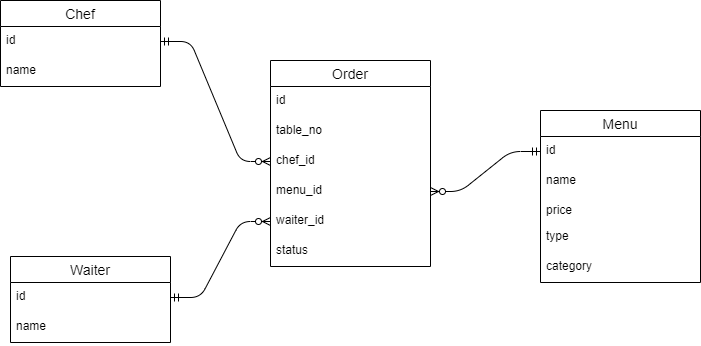 Chef
id
name
Order
id
table_no
chef_id
menu_id
waiter_id
status
Menu
id
name
price
type
category
Waiter
id
name